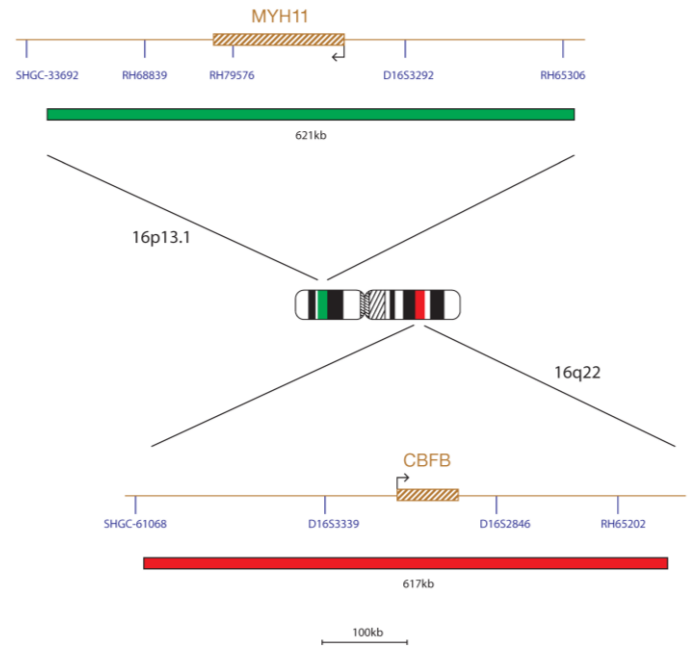 MYH11
SHGC-33692 RH68839 RH79576 D16S3292 RH65306
621kb
16p13.1
16q22
CBFB
SHGC-61068 D16S3339 D16S2846 RH65202
617kb
100kb